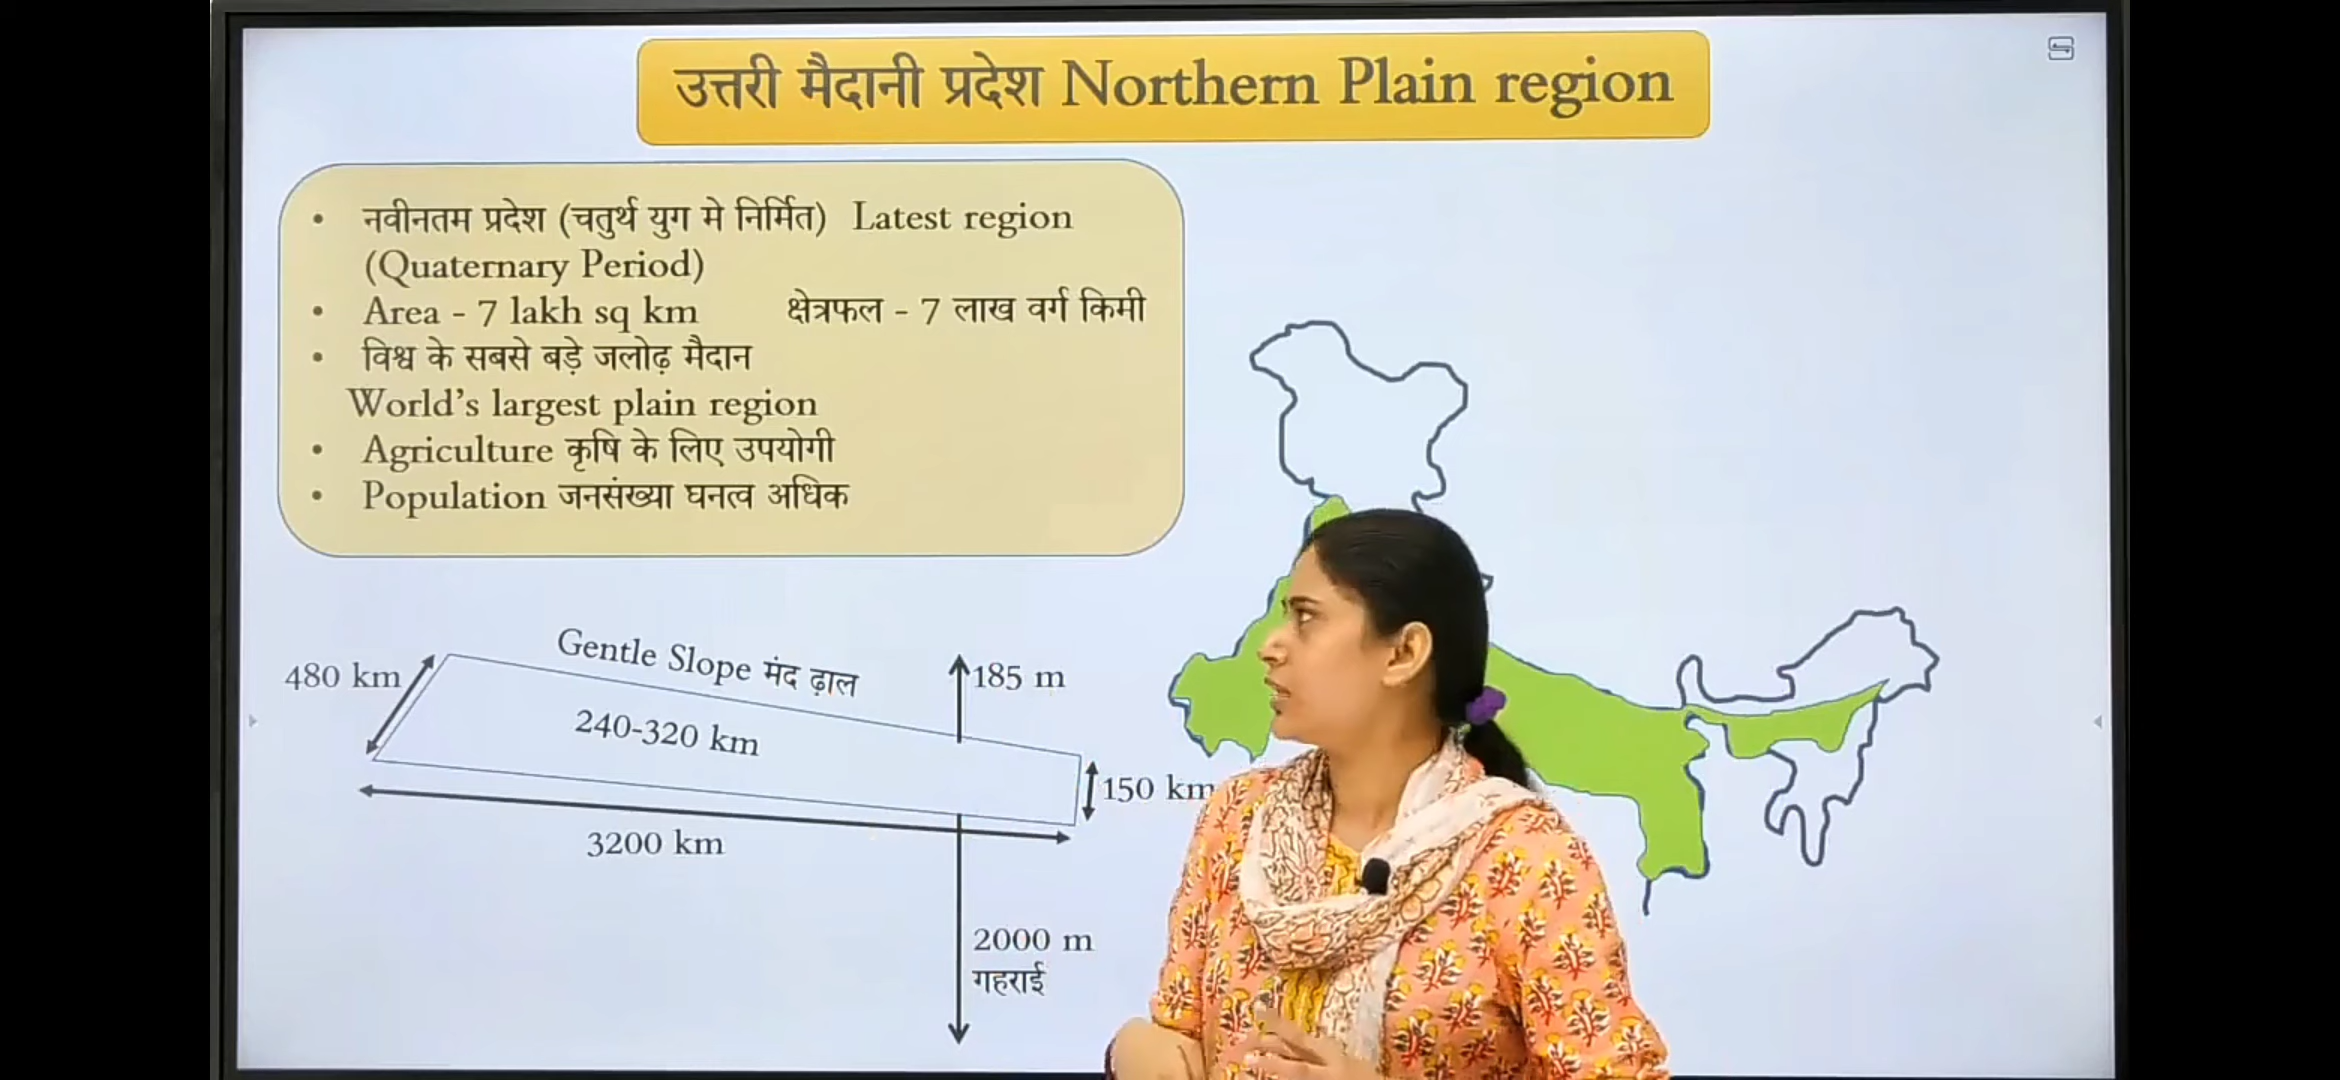 उत्तरी मैदानी प्रदेश Northern Plain region
• नवीनतम प्रदेश (चतुर्थ युग मे निर्मित) Latest region
(Quaternary Period)
• Area - 7 lakh sq km क्षेत्रफल - 7 लाख वर्ग किमी
• विश्व के सबसे बड़े जलोढ़ मैदान
World's largest plain region
• Agriculture कृषि के लिए उपयोगी
• Population जनसंख्या घनत्व अधिक
Gentle Slope मंद ढ़ाल
480 km
185 m
240-320 km
150 km
3200 km
2000 m
गहराई